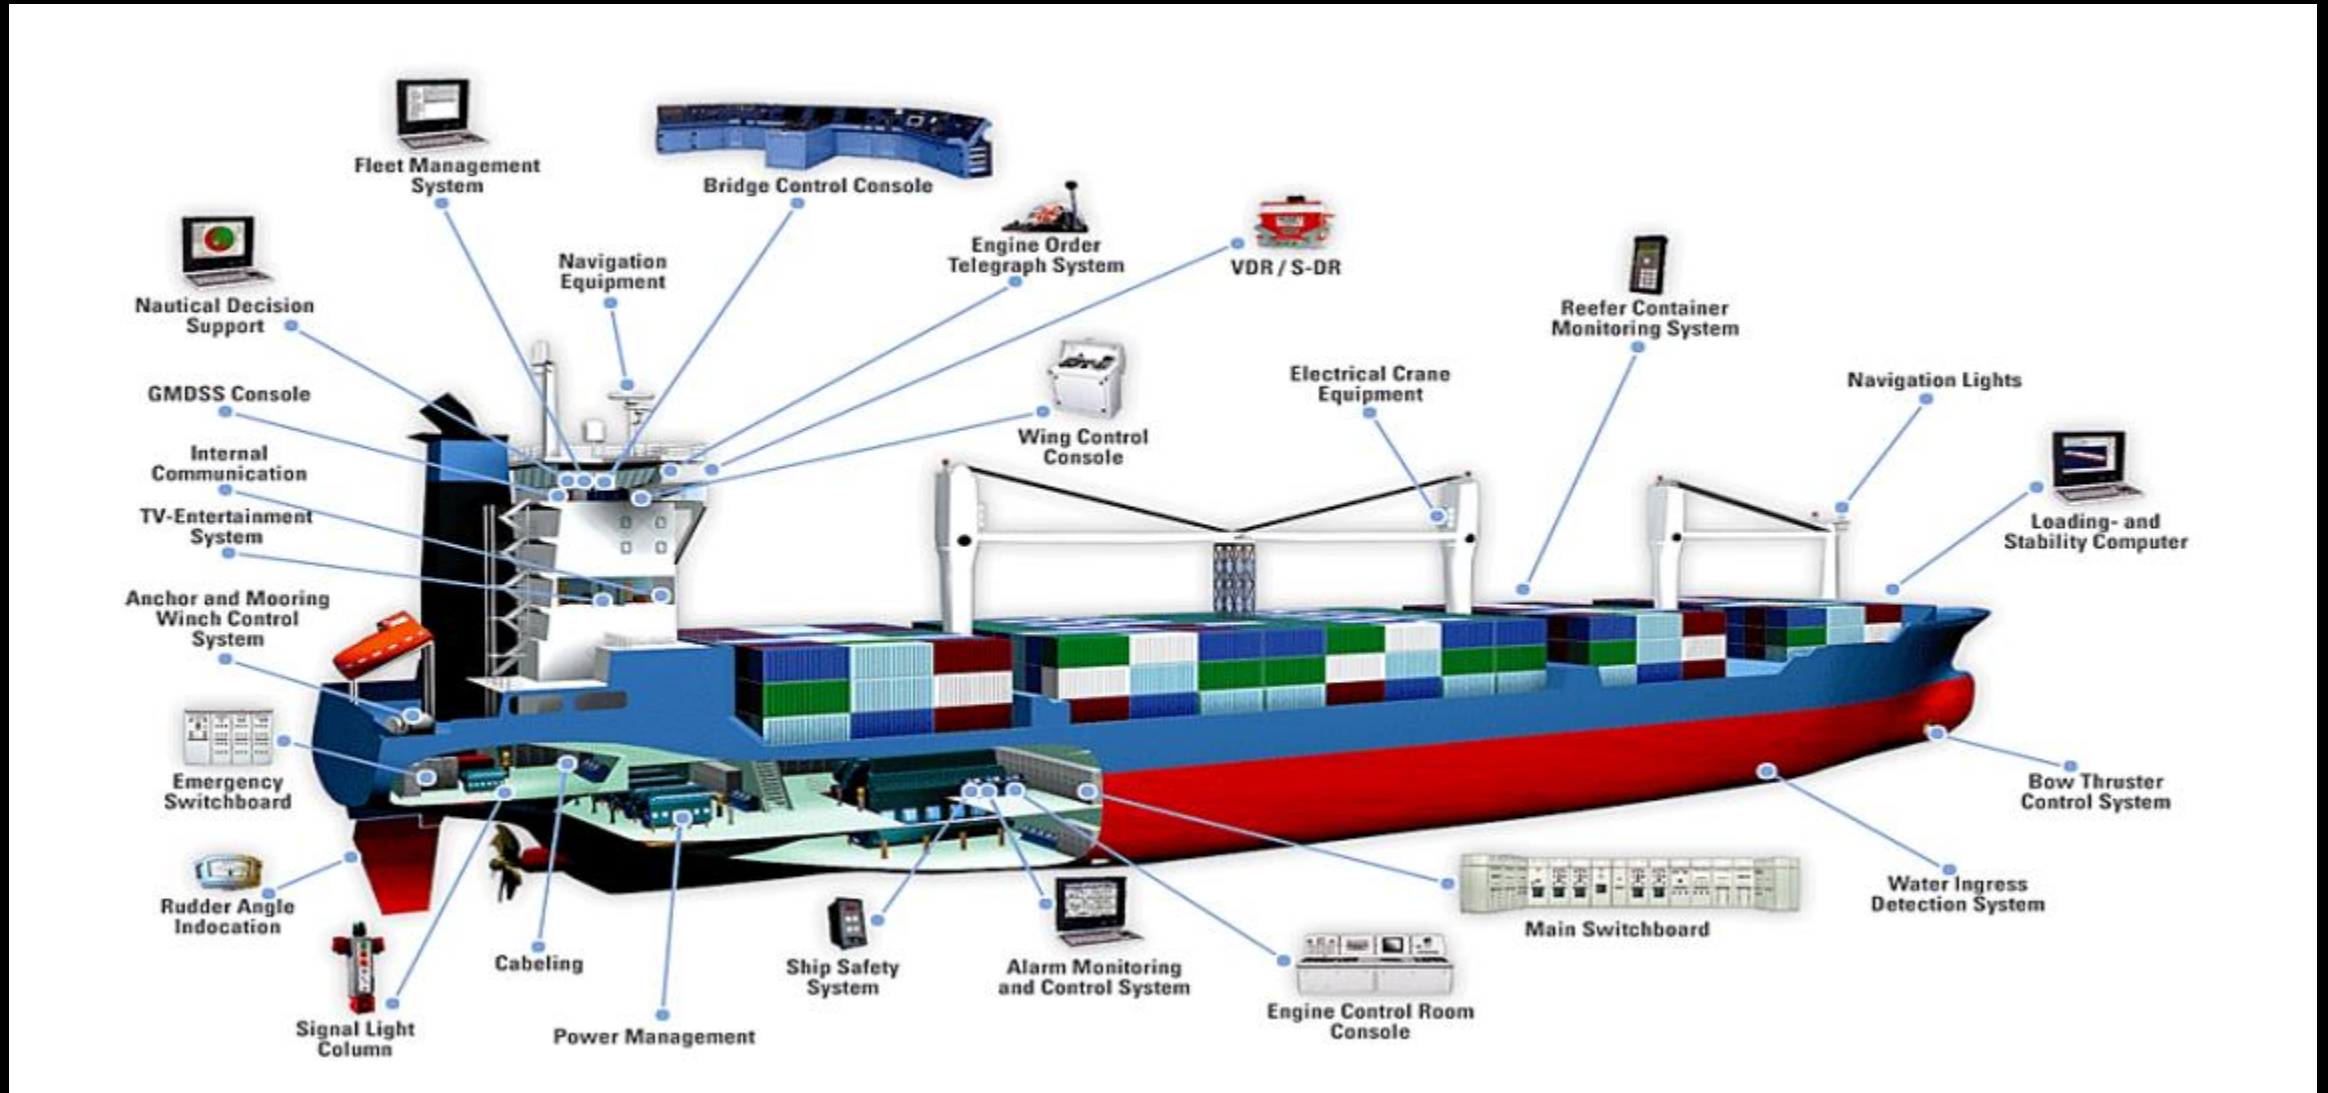 Fleet Management
System
Bridge Control Console
Engine Order
Telegraph System
VDR / S-DR
Navigation
Equipment
Nautical Decision
Support
Reefer Container
Monitoring System
GMDSS Console
Electrical Crane
Equipment
Navigation Lights
Wing Control
Console
Internal
Communication
TV-Entertainment
System
Loading- and
Stability Computer
Anchor and Mooring
Winch Control
System
Emergency
Switchboard
Bow Thruster
Control System
Rudder Angle
Indocation
Water Ingress
Detection System
Main Switchboard
Cabeling
Ship Safety
System
Alarm Monitoring
and Control System
Engine Control Room
Console
Signal Light
Column
Power Management